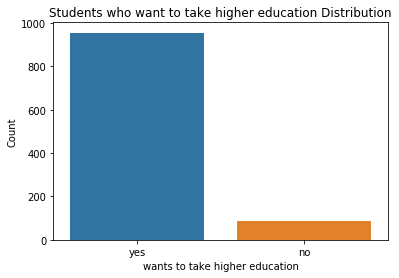 Students who want to take higher education Distribution
1000
800
600
400
200
0
Count
yes no
wants to take higher education